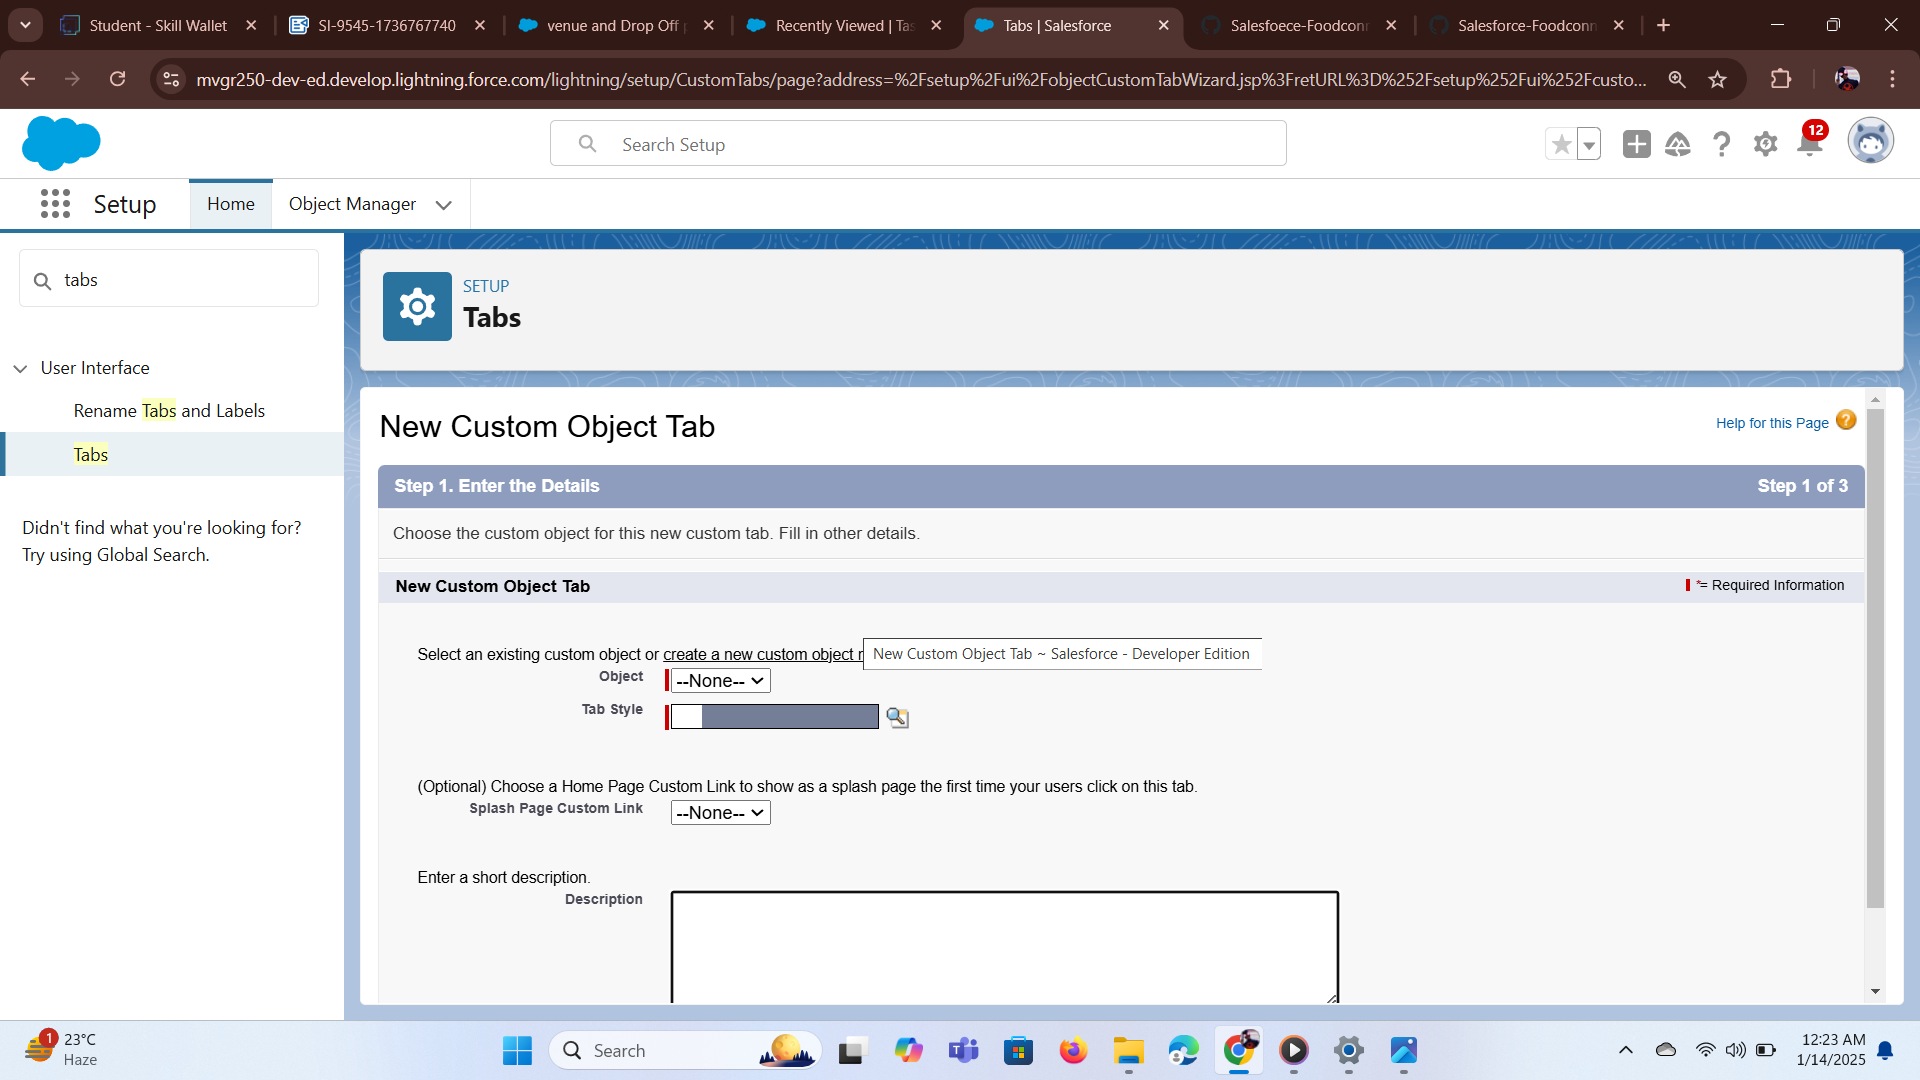 Student - Skill Wallet
SI-9545-1736767740
venue and Drop Off
Recently Viewed | Tas
Tabs | Salesforce
Salesfoece-Foodconn
Salesforce-Foodconn
mvgr250-dev-ed.develop.lightning.force.com/lightning/setup/CustomTabs/page?address=%2Fsetup%2Fui%2FobjectCustomTabWizard.jsp%3FretURL%3D%252Fsetup%252Fui%252Fcusto...
Search Setup
12
Setup
Home
Object Manager
tabs
User Interface
Rename Tabs and Labels
Tabs
Didn't find what you're looking for?
Try using Global Search.
SETUP
Tabs
New Custom Object Tab
Help for this Page
Step 1. Enter the Details
Step 1 of 3
Choose the custom object for this new custom tab. Fill in other details.
New Custom Object Tab
*= Required Information
Select an existing custom object or create a new custom object
New Custom Object Tab ~ Salesforce - Developer Edition
Object
--None--
Tab Style
(Optional) Choose a Home Page Custom Link to show as a splash page the first time your users click on this tab.
Splash Page Custom Link
--None--
Enter a short description.
Description
1
23°C
Haze
Search
12:23 AM
1/14/2025